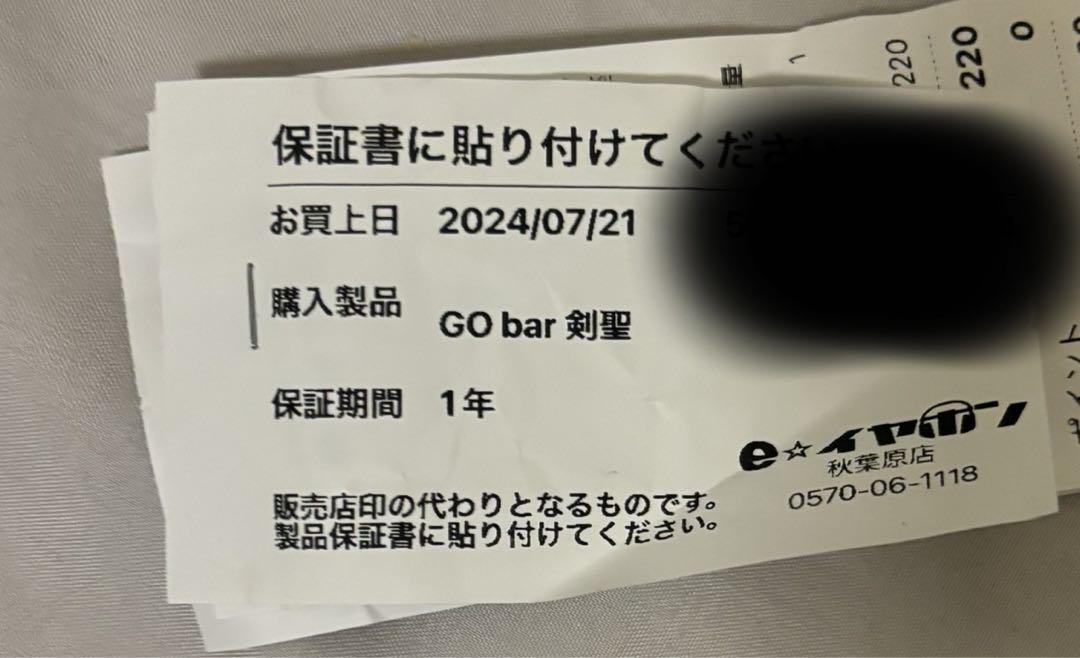 保証書に貼り付けてください
お買上日 2024/07/21 5
購入製品
GO bar 剣聖
保証期間 1年
e☆イヤホン
秋葉原店
0570-06-1118
販売店印の代わりとなるものです。
製品保証書に貼り付けてください。
量
1
220
220
0